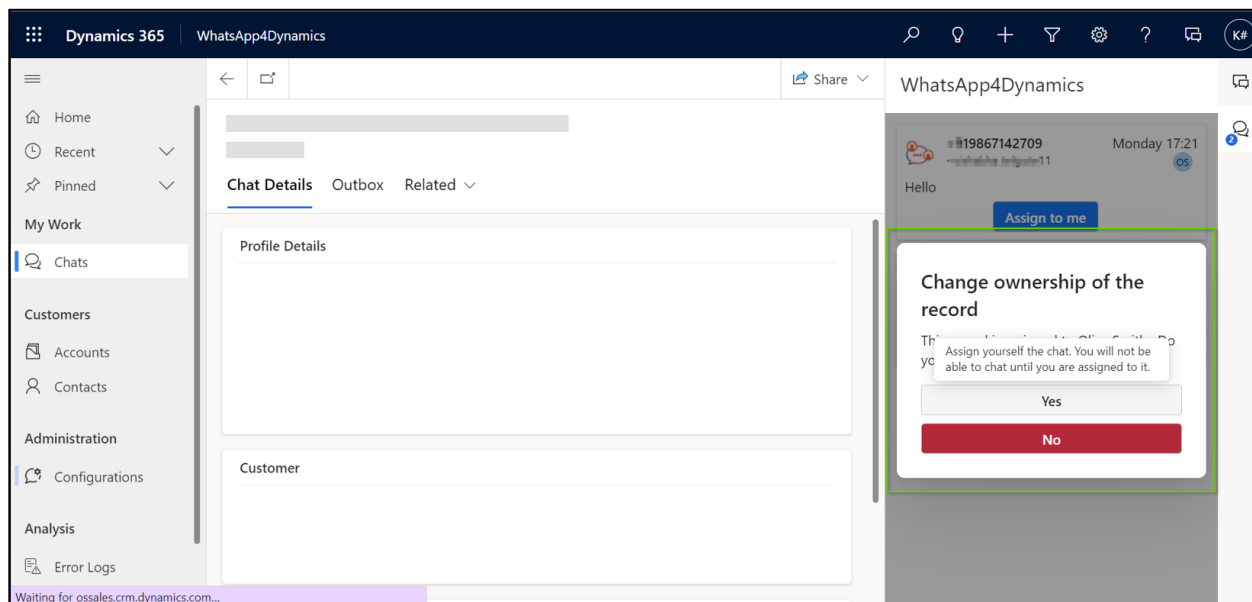 Dynamics 365 WhatsApp4Dynamics K#
Home
Recent
Pinned
My Work
Chats
Customers
Accounts
Contacts
Administration
Configurations
Analysis
Error Logs
Waiting for ossales.crm.dynamics.com...
Share
Chat Details Outbox Related
Profile Details
Customer
WhatsApp4Dynamics
19867142709 Monday 17:21
11 OS
Hello
Assign to me
Change ownership of the
record
Assign yourself the chat. You will not be
able to chat until you are assigned to it.
Yes
No
2